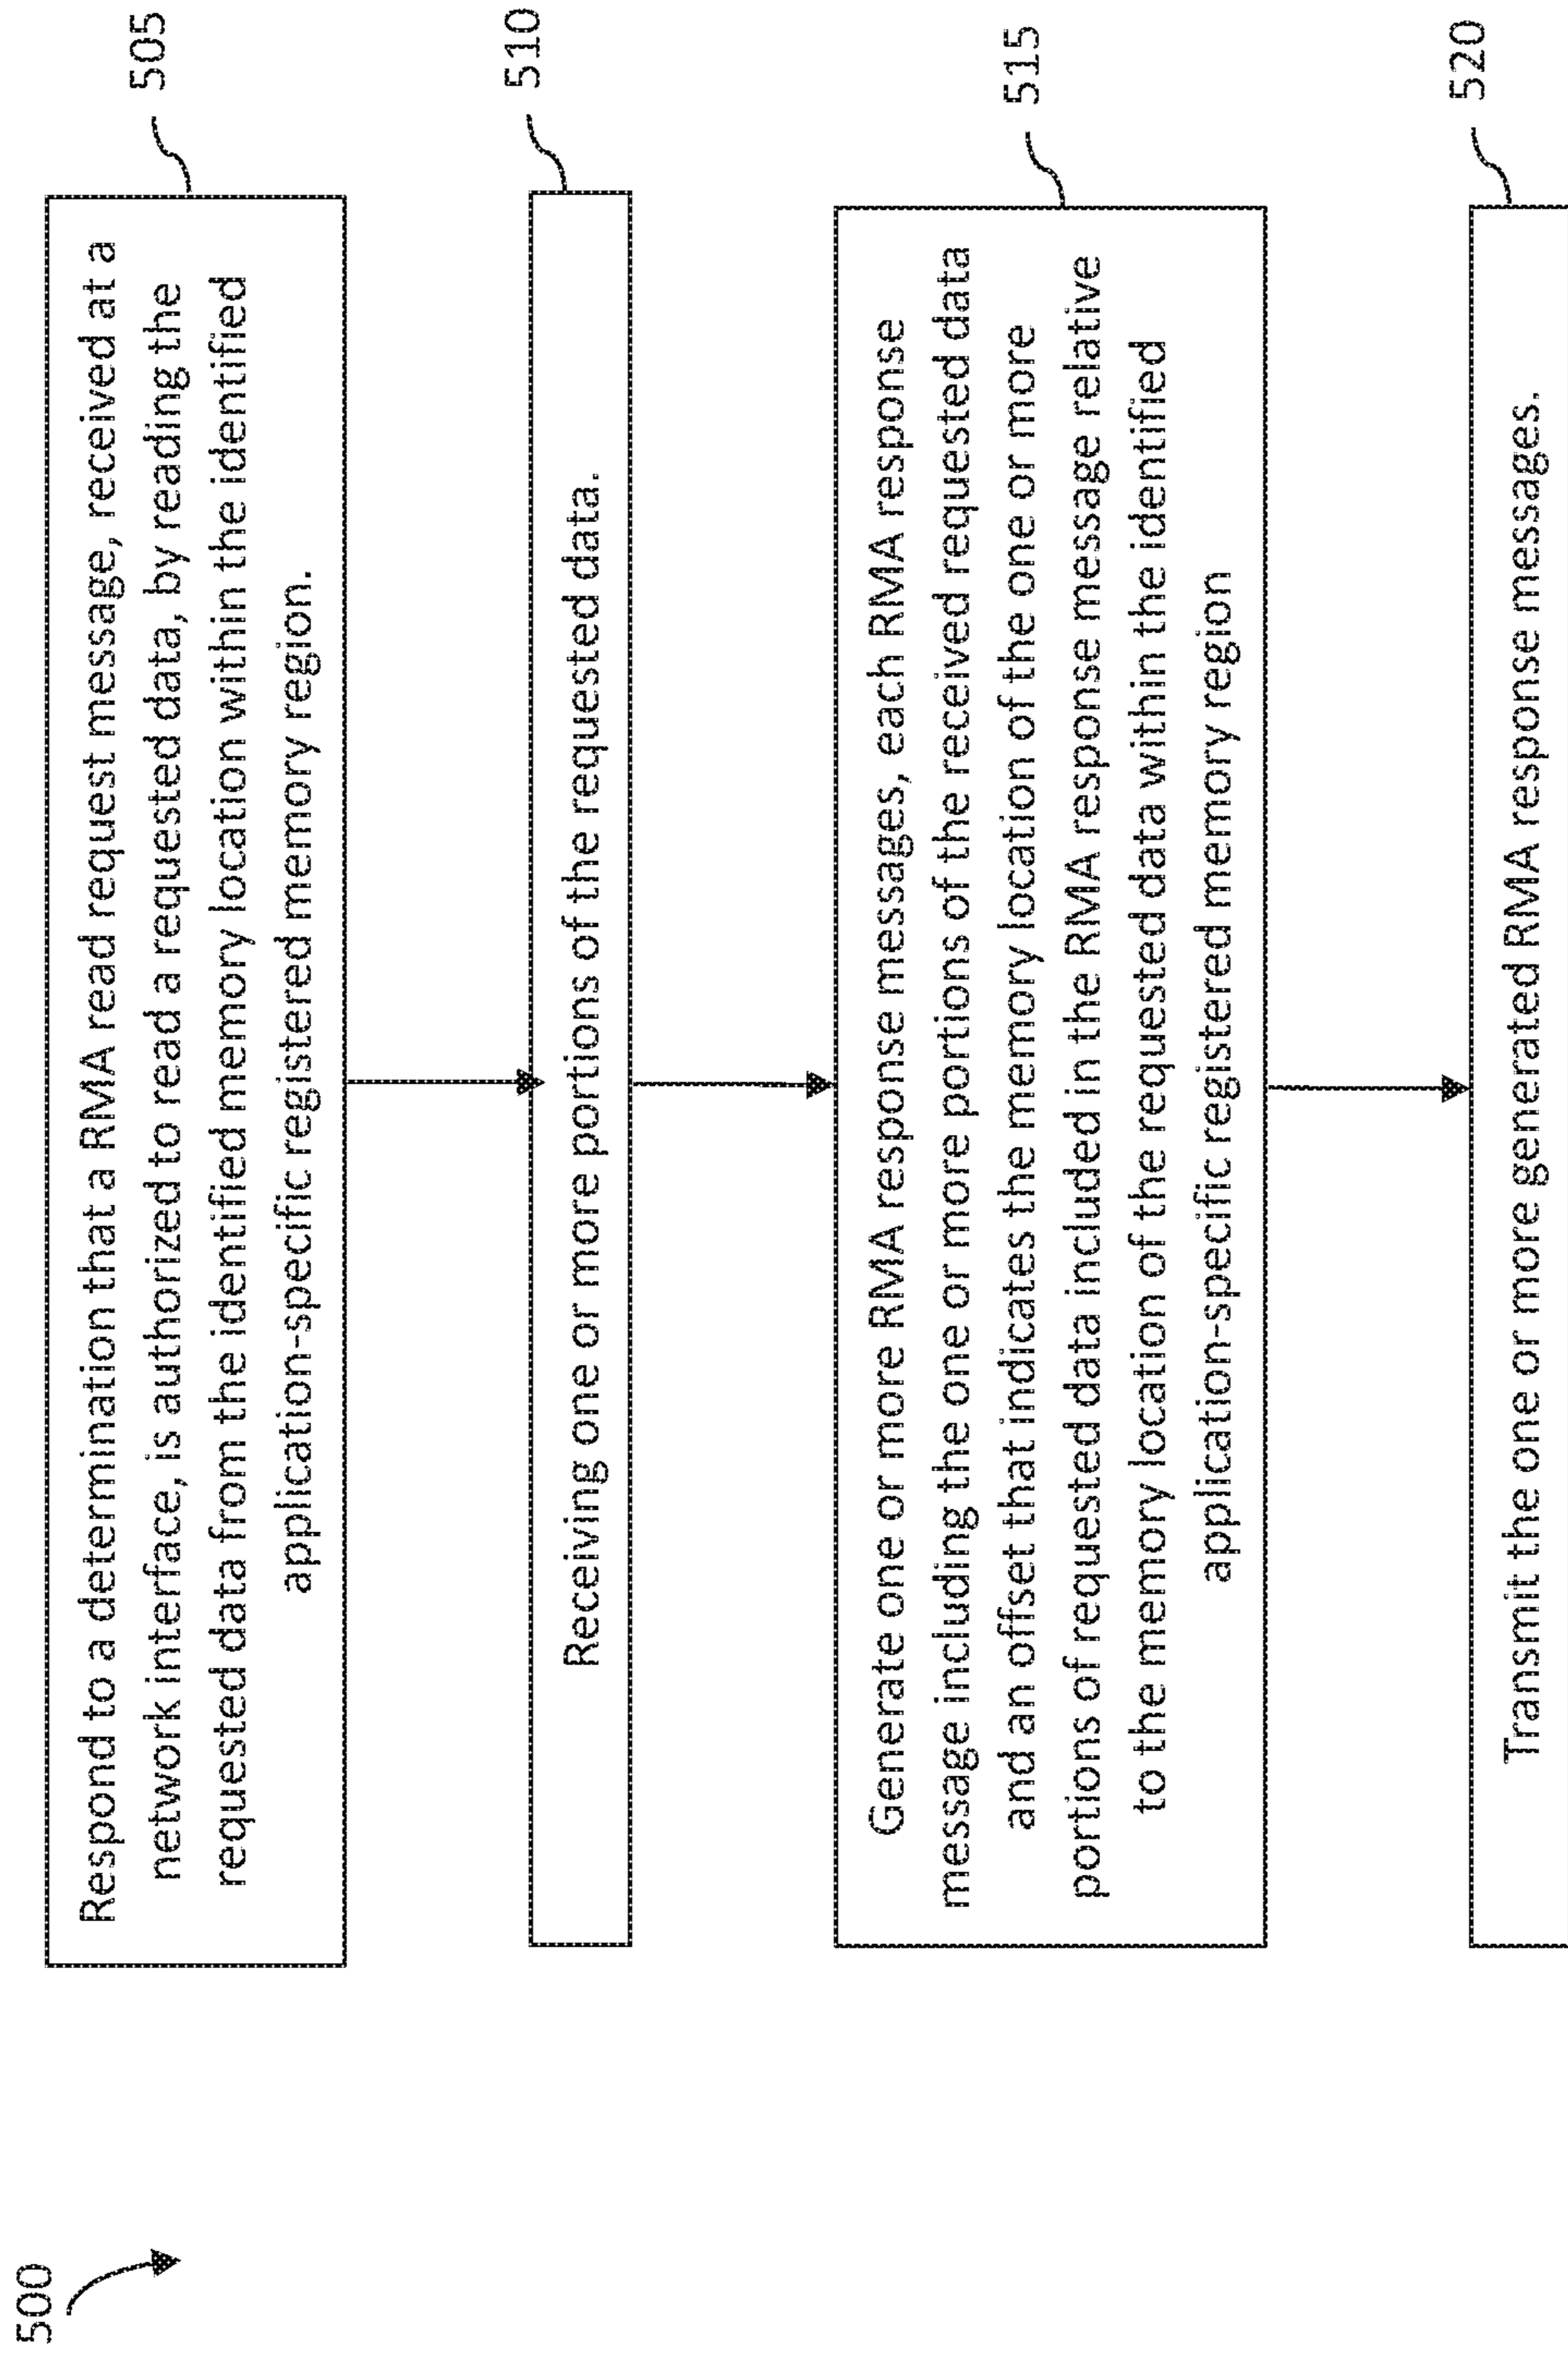 500
Respond to a determination that a RMA read request message, received at a
network interface, is authorized to read a requested data, by reading the
requested data from the identified memory location within the identified
application-specific registered memory region.
505
Receiving one or more portions of the requested data.
510
Generate one or more RMA response messages, each RMA response
message including the one or more portions of the received requested data
and an offset that indicates the memory location of the one or more
portions of requested data included in the RMA response message relative
to the memory location of the requested data within the identified
application-specific registered memory region
515
Transmit the one or more generated RMA response messages.
520